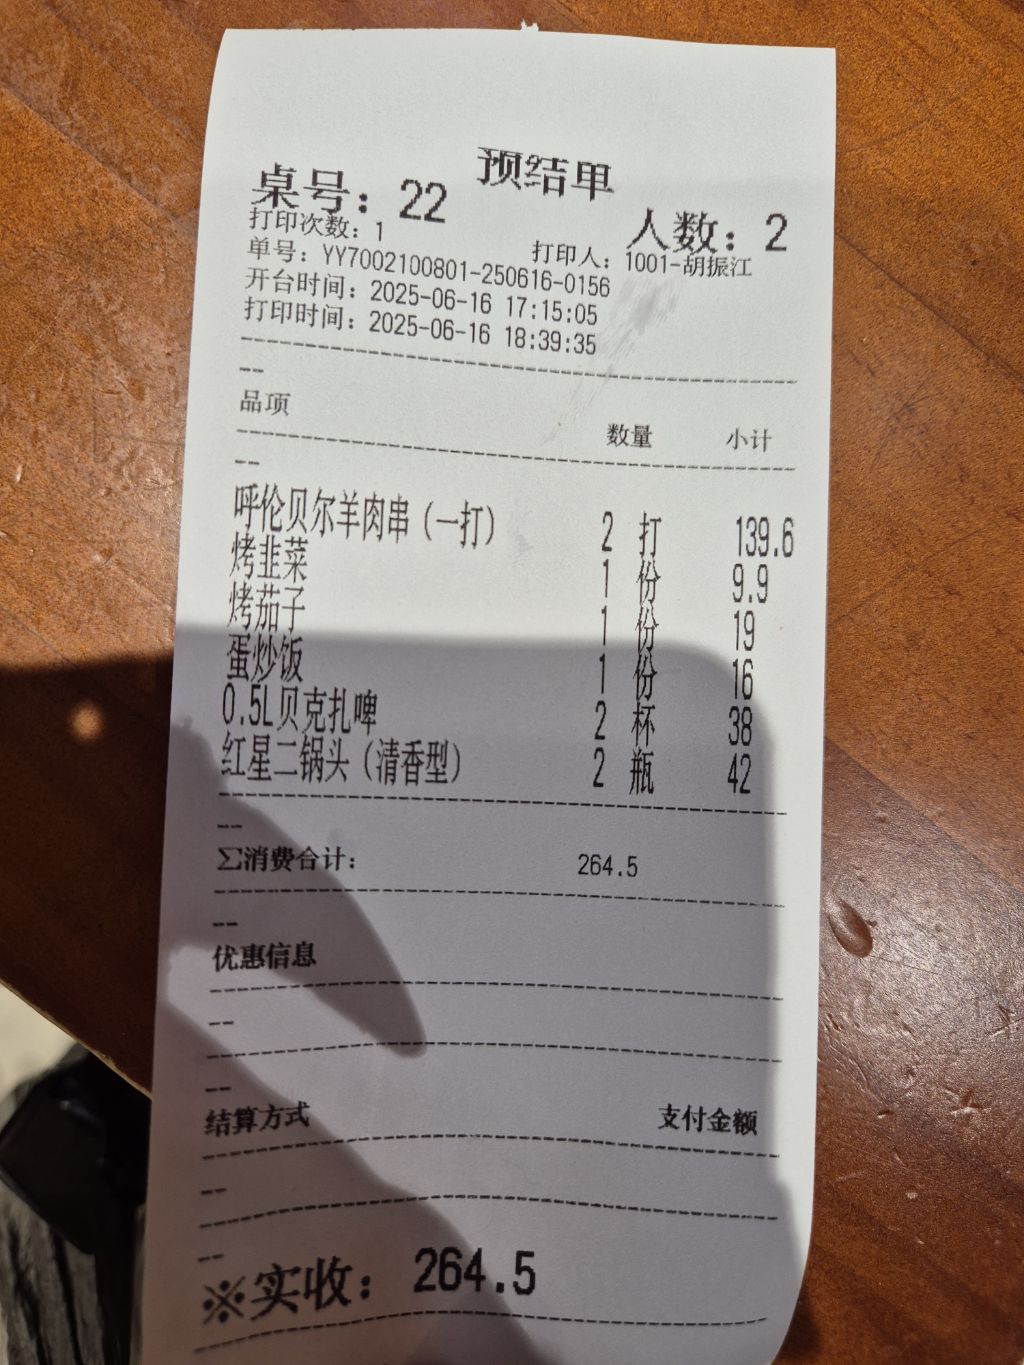 预结单
桌号：22 人数：2
打印次数：1 打印人：1001-胡振江
单号：YY7002100801-250616-0156
开台时间：2025-06-16 17:15:05
打印时间：2025-06-16 18:39:35
--
品项 数量 小计
--
呼伦贝尔羊肉串（一打） 2 打 139.6
烤韭菜 1 份 9.9
烤茄子 1 份 19
蛋炒饭 1 份 16
0.5L贝克扎啤 2 杯 38
红星二锅头（清香型） 2 瓶 42
--
∑消费合计： 264.5
--
优惠信息
--
--
结算方式 支付金额
--
--
※实收： 264.5